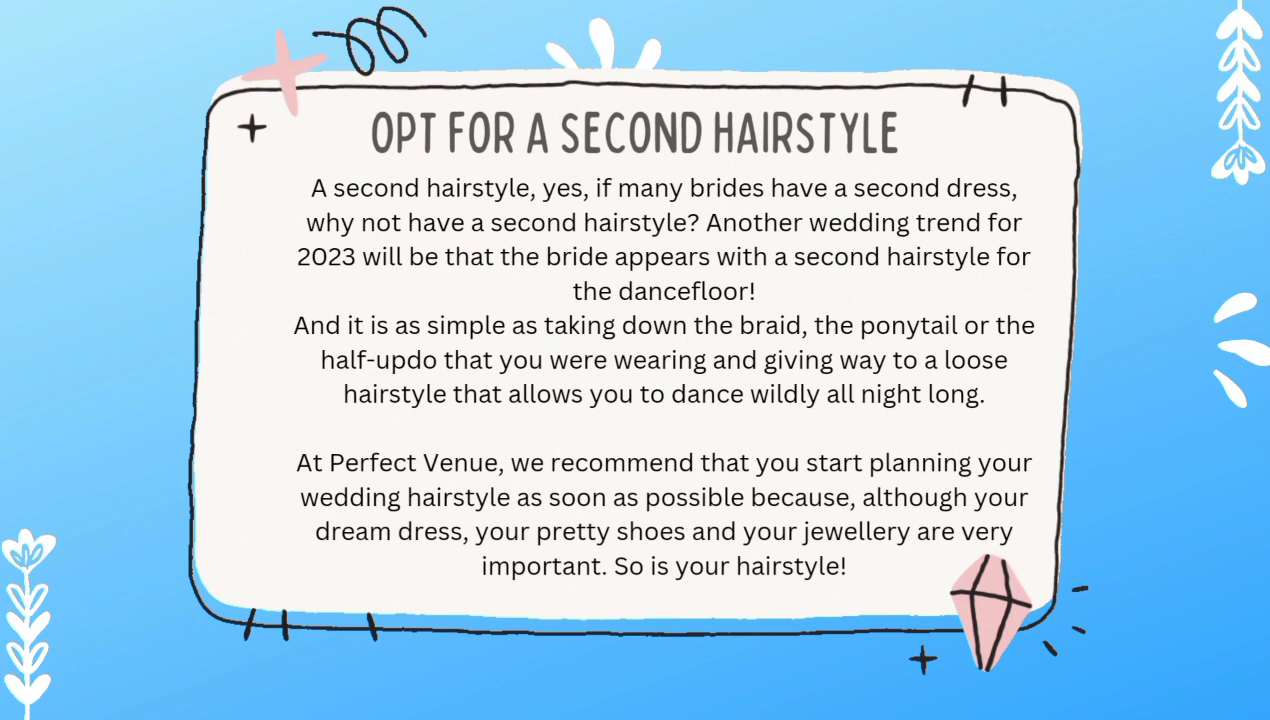 OPT FOR A SECOND HAIRSTYLE
A second hairstyle, yes, if many brides have a second dress,
why not have a second hairstyle? Another wedding trend for
2023 will be that the bride appears with a second hairstyle for
the dancefloor!
And it is as simple as taking down the braid, the ponytail or the
half-updo that you were wearing and giving way to a loose
hairstyle that allows you to dance wildly all night long.
At Perfect Venue, we recommend that you start planning your
wedding hairstyle as soon as possible because, although your
dream dress, your pretty shoes and your jewellery are very
important. So is your hairstyle!